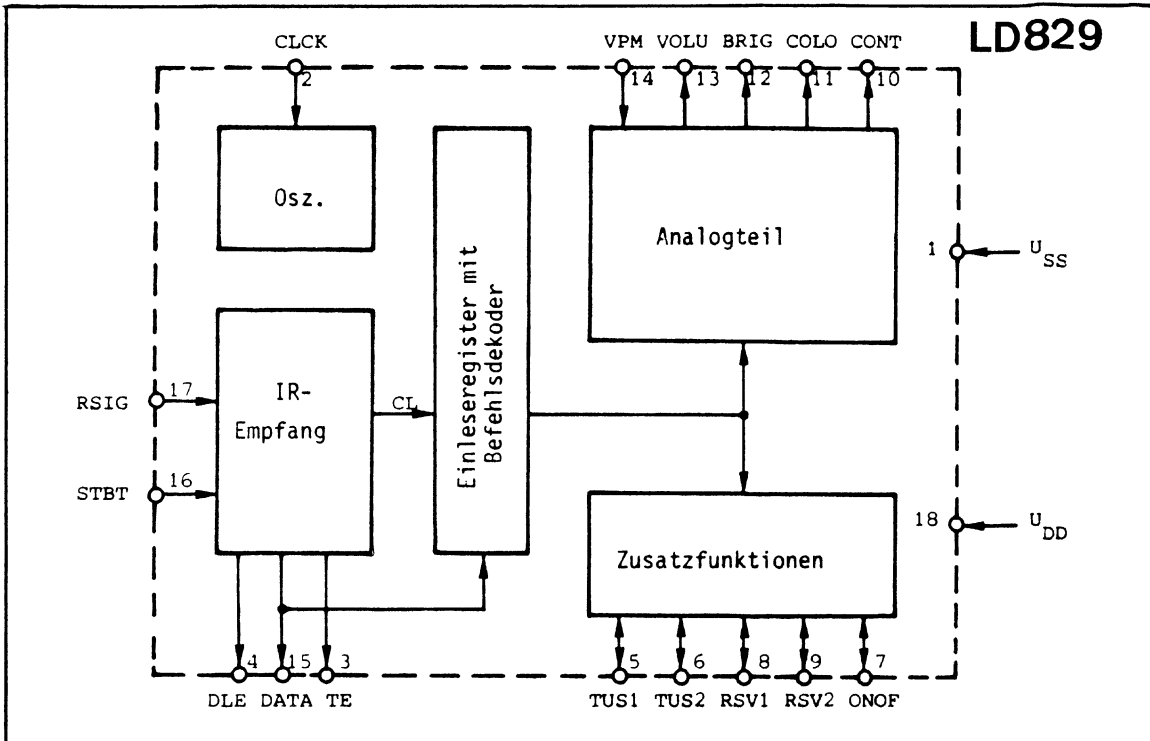 LD829
CLCK VPM VOLU BRIG COLO CONT
2 14 13 12 11 10
Osz.
Analogteil
1 U_SS
Einleseregister mit
Befehlsdekoder
RSIG 17
IR-
Empfang
CL
STBT 16
18 U_DD
Zusatzfunktionen
4 15 3 5 6 8 9 7
DLE DATA TE TUS1 TUS2 RSV1 RSV2 ONOF